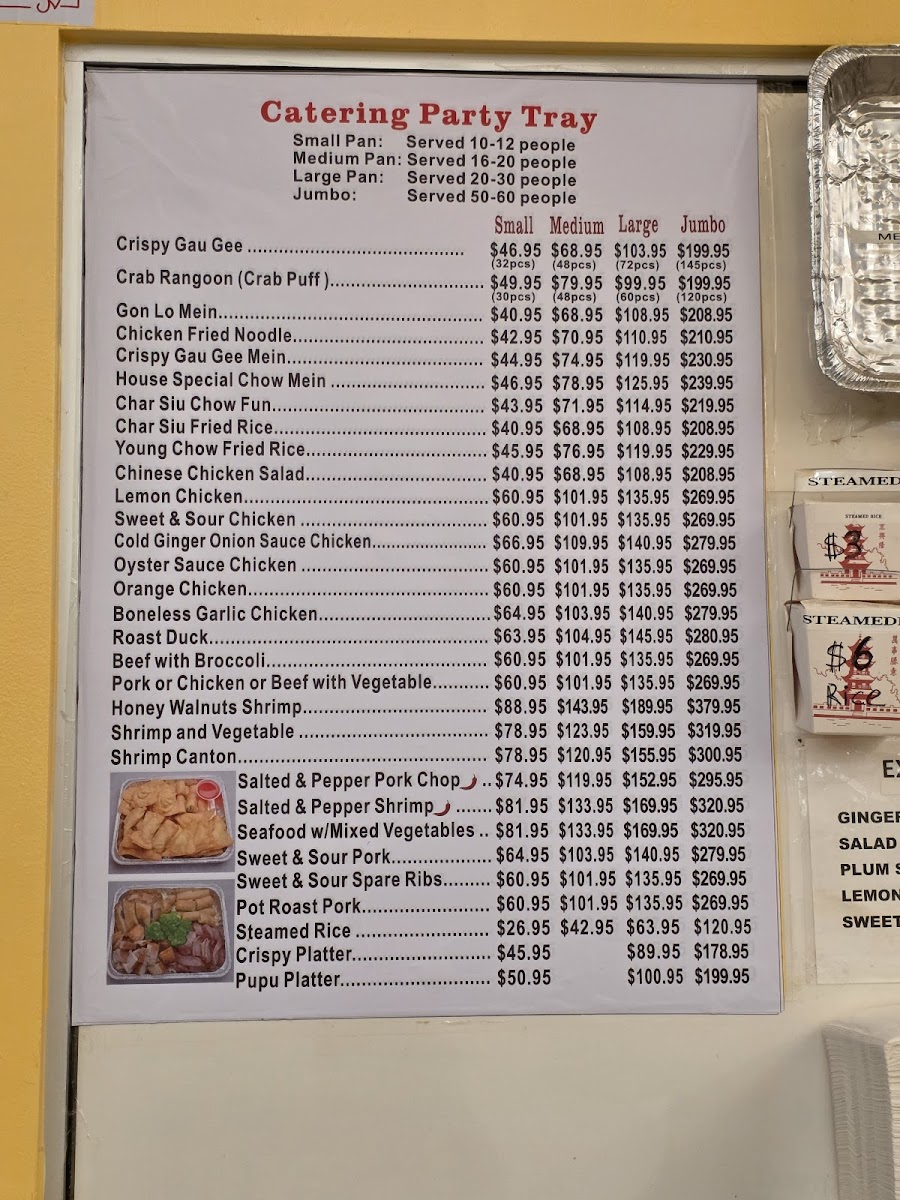 Catering Party Tray
Small Pan: Served 10-12 people
Medium Pan: Served 16-20 people
Large Pan: Served 20-30 people
Jumbo: Served 50-60 people
Small Medium Large Jumbo
Crispy Gau Gee ........................................ $46.95 $68.95 $103.95 $199.95
(32pcs) (48pcs) (72pcs) (145pcs)
Crab Rangoon (Crab Puff )............................ $49.95 $79.95 $99.95 $199.95
(30pcs) (48pcs) (60pcs) (120pcs)
Gon Lo Mein................................................ $40.95 $68.95 $108.95 $208.95
Chicken Fried Noodle................................... $42.95 $70.95 $110.95 $210.95
Crispy Gau Gee Mein.................................... $44.95 $74.95 $119.95 $230.95
House Special Chow Mein ............................ $46.95 $78.95 $125.95 $239.95
Char Siu Chow Fun....................................... $43.95 $71.95 $114.95 $219.95
Char Siu Fried Rice....................................... $40.95 $68.95 $108.95 $208.95
Young Chow Fried Rice................................. $45.95 $76.95 $119.95 $229.95
Chinese Chicken Salad................................. $40.95 $68.95 $108.95 $208.95
Lemon Chicken............................................ $60.95 $101.95 $135.95 $269.95
Sweet & Sour Chicken .................................. $60.95 $101.95 $135.95 $269.95
Cold Ginger Onion Sauce Chicken..................... $66.95 $109.95 $140.95 $279.95
Oyster Sauce Chicken .................................. $60.95 $101.95 $135.95 $269.95
Orange Chicken............................................ $60.95 $101.95 $135.95 $269.95
Boneless Garlic Chicken............................... $64.95 $103.95 $140.95 $279.95
Roast Duck................................................... $63.95 $104.95 $145.95 $280.95
Beef with Broccoli........................................ $60.95 $101.95 $135.95 $269.95
Pork or Chicken or Beef with Vegetable.......... $60.95 $101.95 $135.95 $269.95
Honey Walnuts Shrimp.................................. $88.95 $143.95 $189.95 $379.95
Shrimp and Vegetable .................................. $78.95 $123.95 $159.95 $319.95
Shrimp Canton.............................................. $78.95 $120.95 $155.95 $300.95
Salted & Pepper Pork Chop .. $74.95 $119.95 $152.95 $295.95
Salted & Pepper Shrimp ....... $81.95 $133.95 $169.95 $320.95
Seafood w/Mixed Vegetables .. $81.95 $133.95 $169.95 $320.95
Sweet & Sour Pork.................. $64.95 $103.95 $140.95 $279.95
Sweet & Sour Spare Ribs......... $60.95 $101.95 $135.95 $269.95
Pot Roast Pork....................... $60.95 $101.95 $135.95 $269.95
Steamed Rice ........................ $26.95 $42.95 $63.95 $120.95
Crispy Platter......................... $45.95 $89.95 $178.95
Pupu Platter........................... $50.95 $100.95 $199.95
ME
STEAMED
STEAMED RICE
$3
STEAMED
$6
Rice
萬事勝意
EX
GINGER
SALAD
PLUM S
LEMON
SWEET